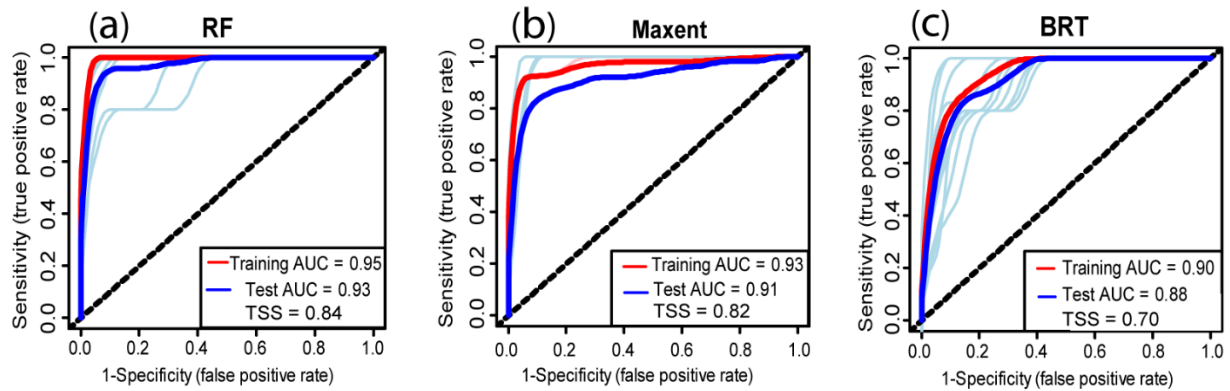 (a) RF
Sensitivity (true positive rate)
1.0
0.8
0.6
0.4
0.2
0.0
Training AUC = 0.95
Test AUC = 0.93
TSS = 0.84
0.0 0.2 0.4 0.6 0.8 1.0
1-Specificity (false positive rate)
(b) Maxent
Sensitivity (true positive rate)
1.0
0.8
0.6
0.4
0.2
0.0
Training AUC = 0.93
Test AUC = 0.91
TSS = 0.82
0.0 0.2 0.4 0.6 0.8 1.0
1-Specificity (false positive rate)
(c) BRT
Sensitivity (true positive rate)
1.0
0.8
0.6
0.4
0.2
0.0
Training AUC = 0.90
Test AUC = 0.88
TSS = 0.70
0.0 0.2 0.4 0.6 0.8 1.0
1-Specificity (false positive rate)